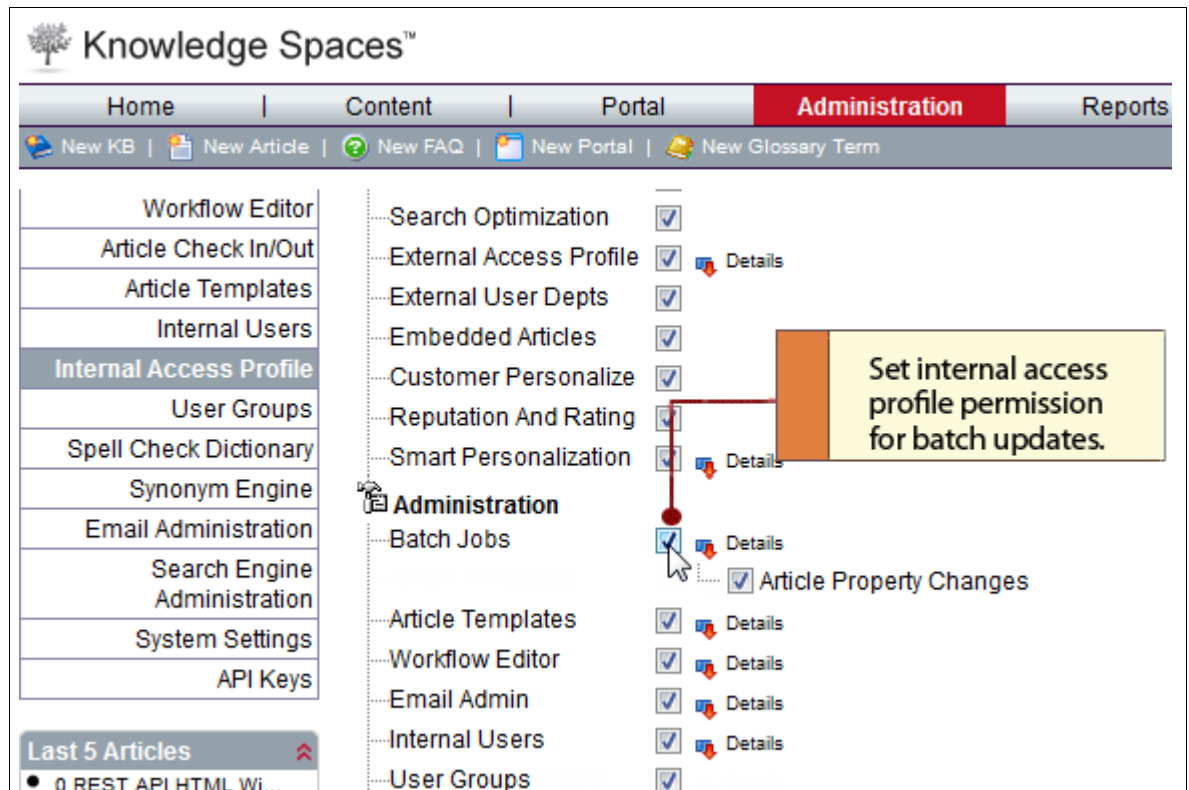 Knowledge Spaces™
Home | Content | Portal Administration Reports
New KB | New Article | New FAQ | New Portal | New Glossary Term
Workflow Editor
Article Check In/Out
Article Templates
Internal Users
Internal Access Profile
User Groups
Spell Check Dictionary
Synonym Engine
Email Administration
Search Engine
Administration
System Settings
API Keys
Last 5 Articles
0 REST API HTML Wi...
Search Optimization
External Access Profile Details
External User Depts
Embedded Articles
Customer Personalize
Reputation And Rating
Smart Personalization Details
Administration
Batch Jobs Details
Article Property Changes
Article Templates Details
Workflow Editor Details
Email Admin Details
Internal Users Details
User Groups
Set internal access
profile permission
for batch updates.